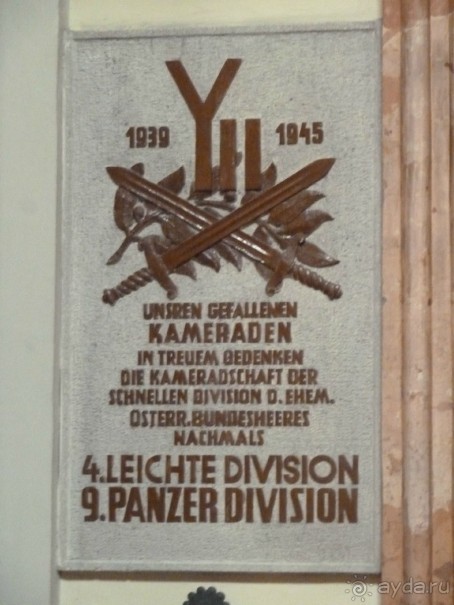 YII
1939 1945
UNSREN GEFALLENEN
KAMERADEN
IN TREUEM GEDENKEN
DIE KAMERADSCHAFT DER
SCHNELLEN DIVISION D. EHEM.
ÖSTERR. BUNDESHEERES
NACHMALS
4. LEICHTE DIVISION
9. PANZER DIVISION
ayda.ru